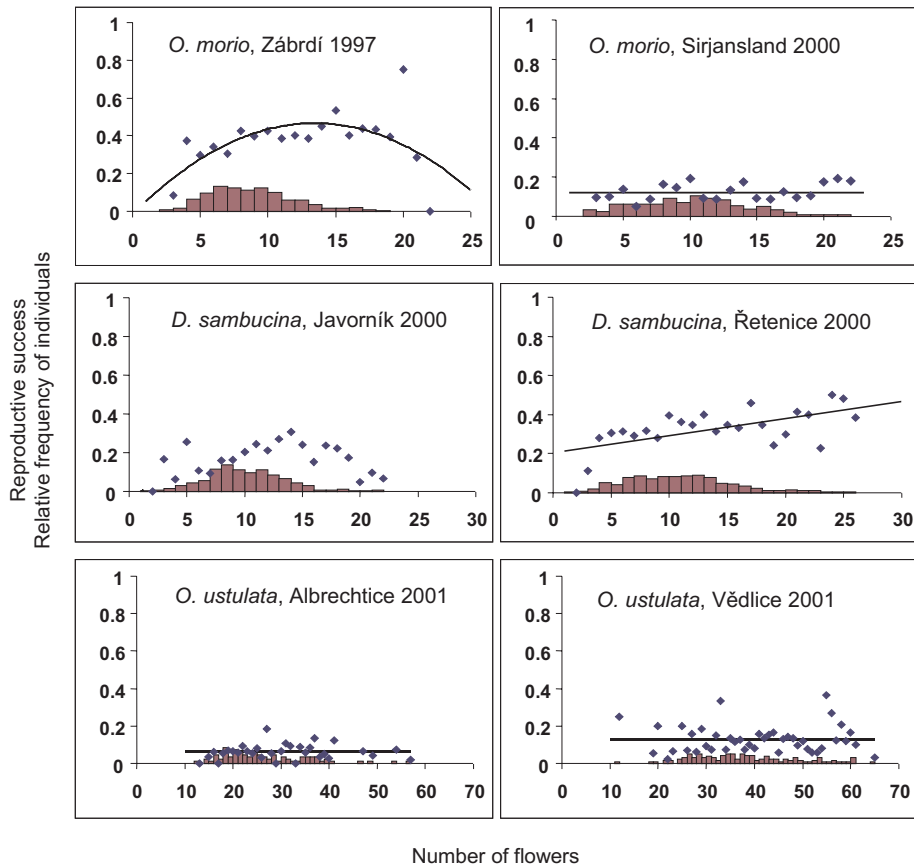 Reproductive success
Relative frequency of individuals
O. morio, Zábrdí 1997
1
0.8
0.6
0.4
0.2
0
0 5 10 15 20 25
O. morio, Sirjansland 2000
1
0.8
0.6
0.4
0.2
0
0 5 10 15 20 25
D. sambucina, Javorník 2000
1
0.8
0.6
0.4
0.2
0
0 5 10 15 20 25 30
D. sambucina, Řetenice 2000
1
0.8
0.6
0.4
0.2
0
0 5 10 15 20 25 30
O. ustulata, Albrechtice 2001
1
0.8
0.6
0.4
0.2
0
0 10 20 30 40 50 60 70
O. ustulata, Vědlice 2001
1
0.8
0.6
0.4
0.2
0
0 10 20 30 40 50 60 70
Number of flowers